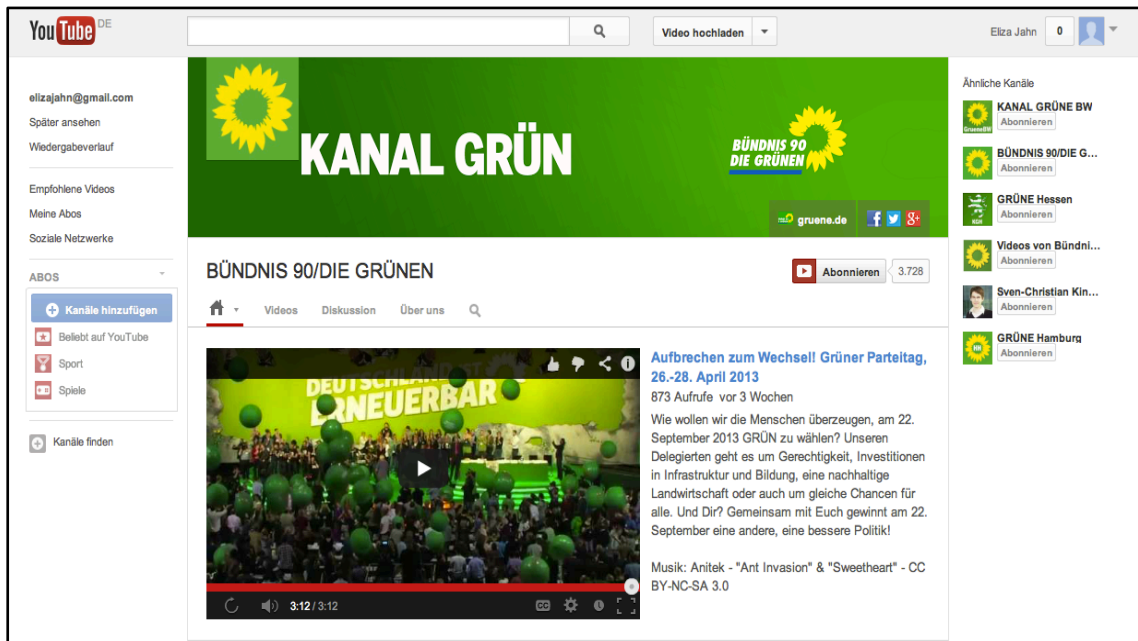 YouTube DE
Video hochladen
Eliza Jahn 0
elizajahn@gmail.com
Später ansehen
Wiedergabeverlauf
Empfohlene Videos
Meine Abos
Soziale Netzwerke
ABOS
Kanäle hinzufügen
Beliebt auf YouTube
Sport
Spiele
Kanäle finden
KANAL GRÜN
BÜNDNIS 90
DIE GRÜNEN
gruene.de
BÜNDNIS 90/DIE GRÜNEN
Abonnieren 3.728
Videos Diskussion Über uns
DEUTSCHLAND IST
ERNEUERBAR
3:12 / 3:12
CC
Aufbrechen zum Wechsel! Grüner Parteitag,
26.-28. April 2013
873 Aufrufe vor 3 Wochen
Wie wollen wir die Menschen überzeugen, am 22.
September 2013 GRÜN zu wählen? Unseren
Delegierten geht es um Gerechtigkeit, Investitionen
in Infrastruktur und Bildung, eine nachhaltige
Landwirtschaft oder auch um gleiche Chancen für
alle. Und Dir? Gemeinsam mit Euch gewinnt am 22.
September eine andere, eine bessere Politik!
Musik: Anitek - "Ant Invasion" & "Sweetheart" - CC
BY-NC-SA 3.0
Ähnliche Kanäle
KANAL GRÜNE BW
Abonnieren
GrueneBW
BÜNDNIS 90/DIE G...
Abonnieren
GRÜNE Hessen
Abonnieren
Videos von Bündni...
Abonnieren
Sven-Christian Kin...
Abonnieren
GRÜNE Hamburg
Abonnieren
HH